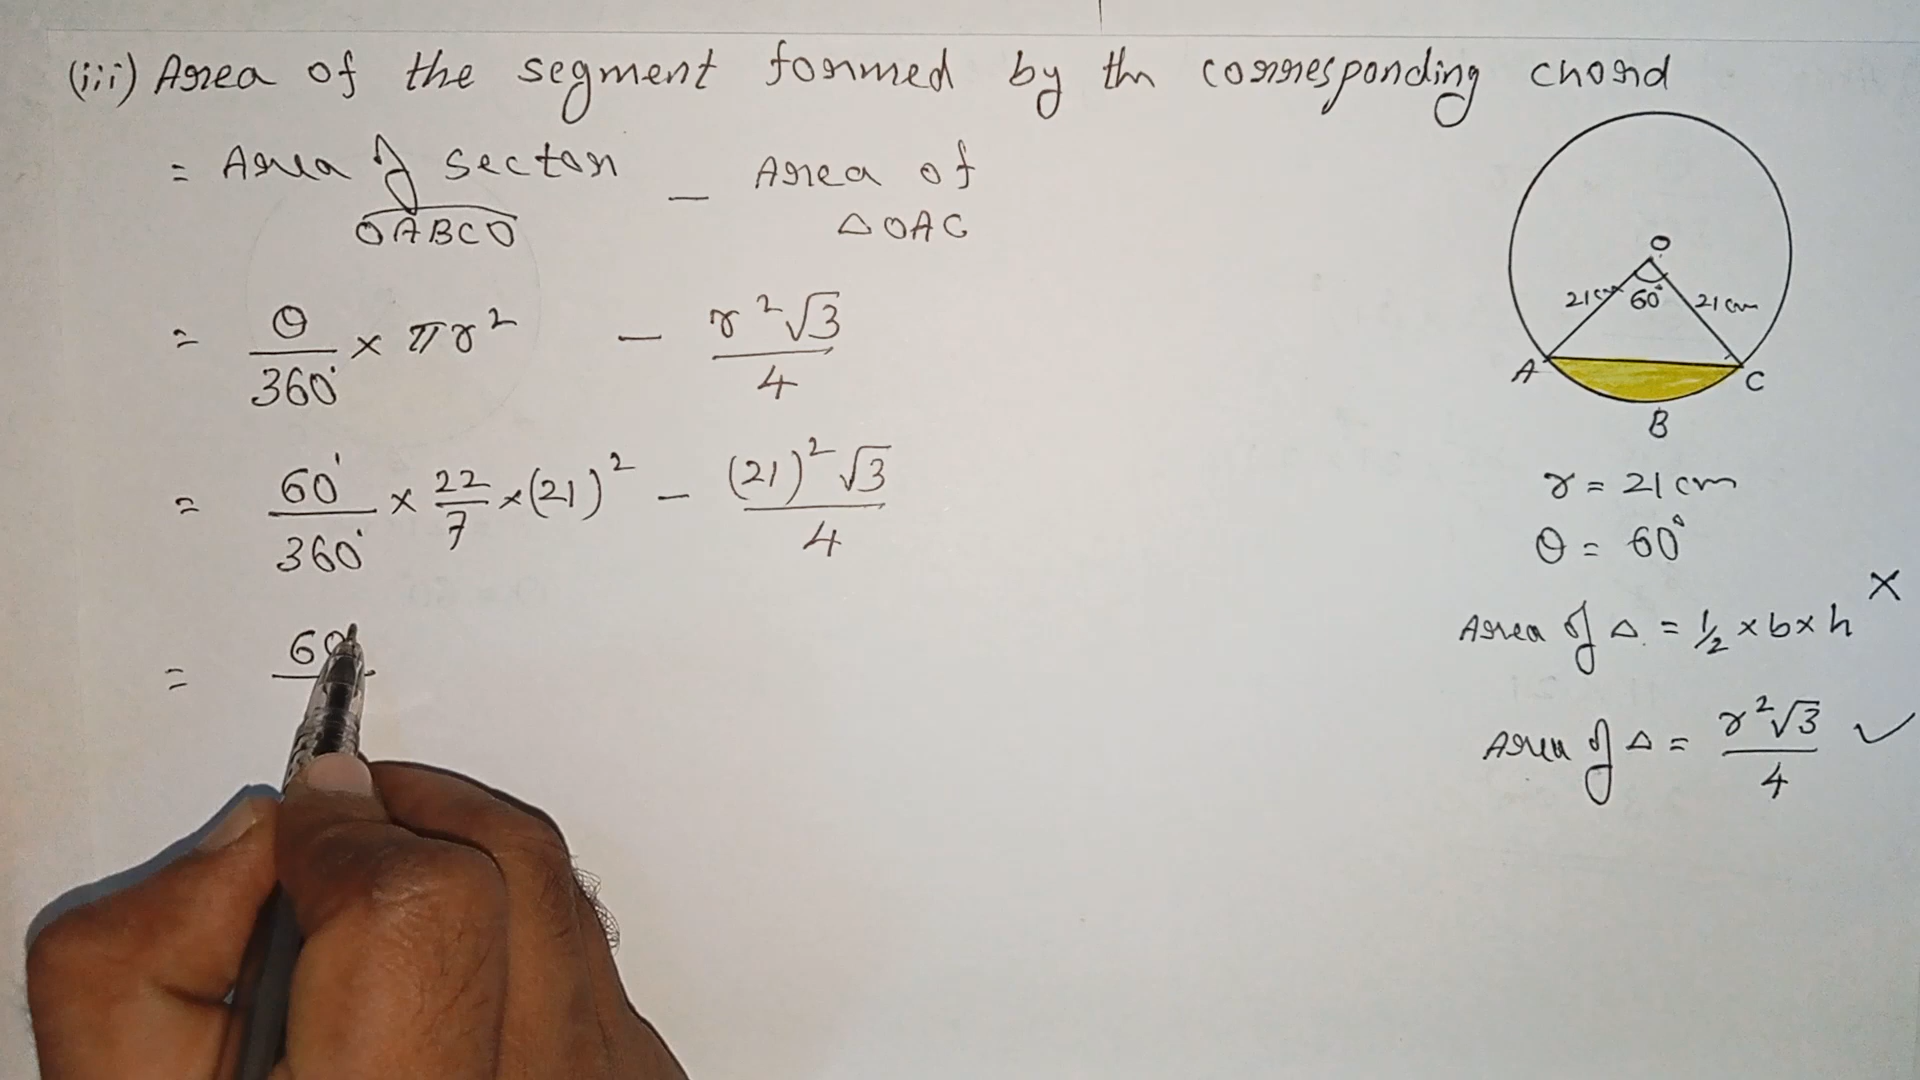 (iii) Area of the segment formed by th corresponding chord
= Area of sector OABCO − Area of △OAC
= θ/360° × πr² − r²√3/4
= 60°/360° × 22/7 × (21)² − (21)²√3/4
= 60
O
21cm 60° 21cm
A C
B
r = 21cm
θ = 60°
Area of △ = 1/2 × b × h ×
Area of △ = r²√3/4 ✓